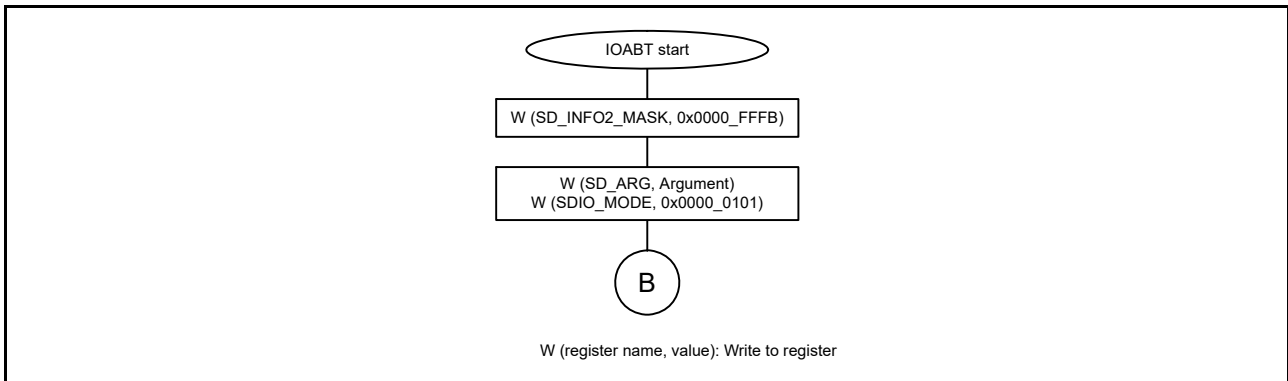 IOABT start
W (SD_INFO2_MASK, 0x0000_FFFB)
W (SD_ARG, Argument)
W (SDIO_MODE, 0x0000_0101)
B
W (register name, value): Write to register